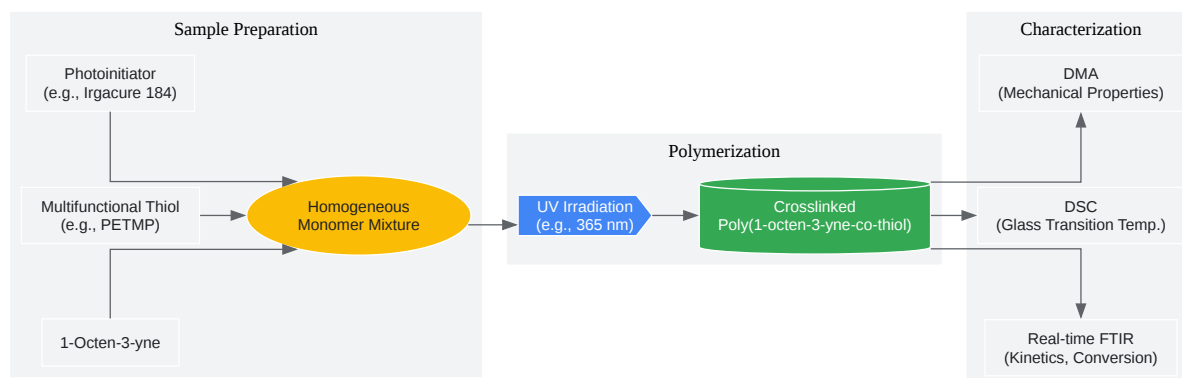 Sample Preparation
Photoinitiator
(e.g., Irgacure 184)
Multifunctional Thiol
(e.g., PETMP)
1-Octen-3-yne
Homogeneous
Monomer Mixture
Polymerization
UV Irradiation
(e.g., 365 nm)
Crosslinked
Poly(1-octen-3-yne-co-thiol)
Characterization
DMA
(Mechanical Properties)
DSC
(Glass Transition Temp.)
Real-time FTIR
(Kinetics, Conversion)